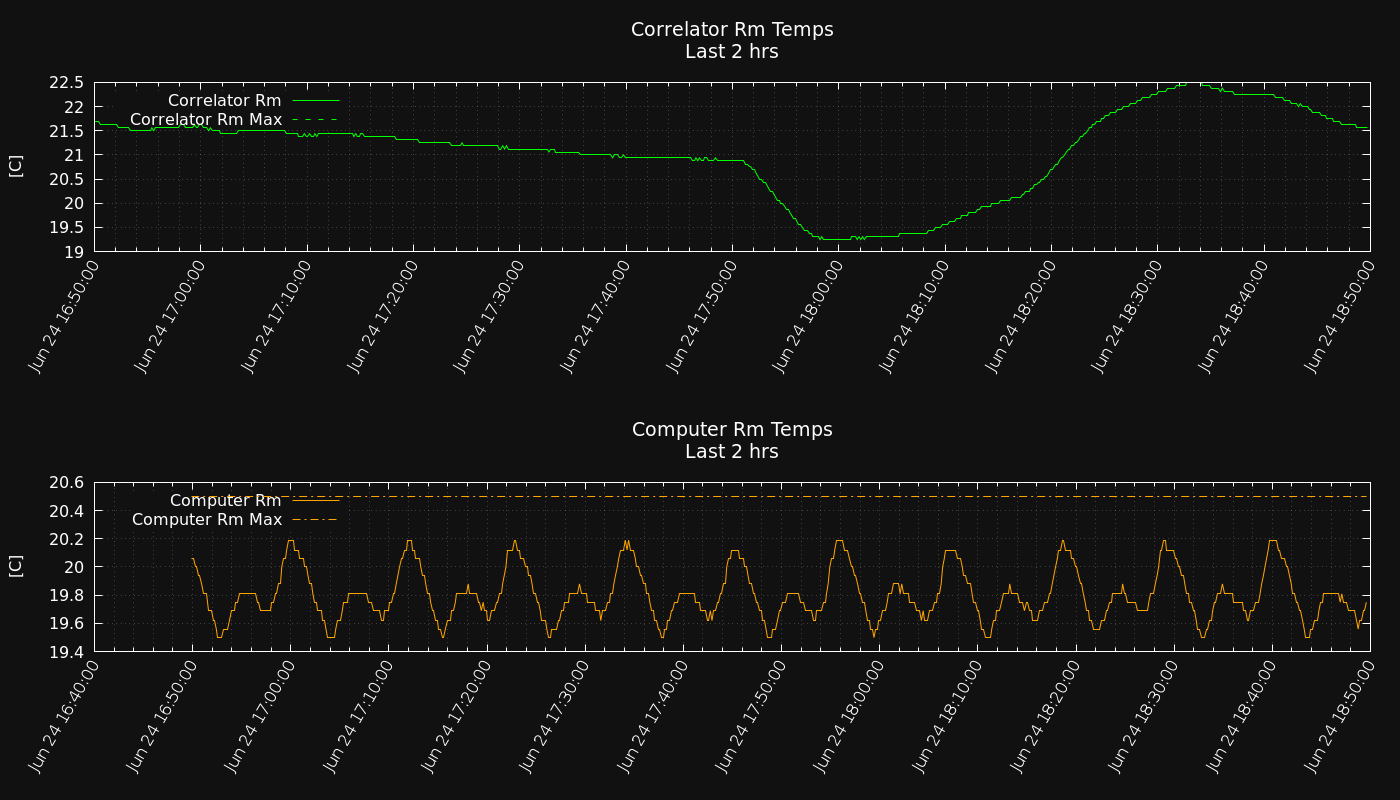 Correlator Rm Temps
Last 2 hrs
Correlator Rm
Correlator Rm Max
[C]
22.5
22
21.5
21
20.5
20
19.5
19
Jun 24 16:50:00
Jun 24 17:00:00
Jun 24 17:10:00
Jun 24 17:20:00
Jun 24 17:30:00
Jun 24 17:40:00
Jun 24 17:50:00
Jun 24 18:00:00
Jun 24 18:10:00
Jun 24 18:20:00
Jun 24 18:30:00
Jun 24 18:40:00
Jun 24 18:50:00
Computer Rm Temps
Last 2 hrs
Computer Rm
Computer Rm Max
[C]
20.6
20.4
20.2
20
19.8
19.6
19.4
Jun 24 16:40:00
Jun 24 16:50:00
Jun 24 17:00:00
Jun 24 17:10:00
Jun 24 17:20:00
Jun 24 17:30:00
Jun 24 17:40:00
Jun 24 17:50:00
Jun 24 18:00:00
Jun 24 18:10:00
Jun 24 18:20:00
Jun 24 18:30:00
Jun 24 18:40:00
Jun 24 18:50:00